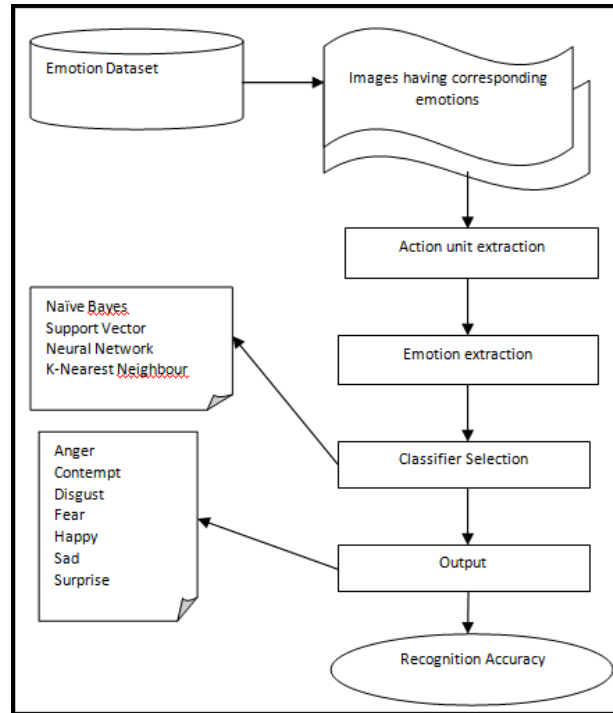 Emotion Dataset
Images having corresponding
emotions
Action unit extraction
Naïve Bayes
Support Vector
Neural Network
K-Nearest Neighbour
Emotion extraction
Classifier Selection
Anger
Contempt
Disgust
Fear
Happy
Sad
Surprise
Output
Recognition Accuracy